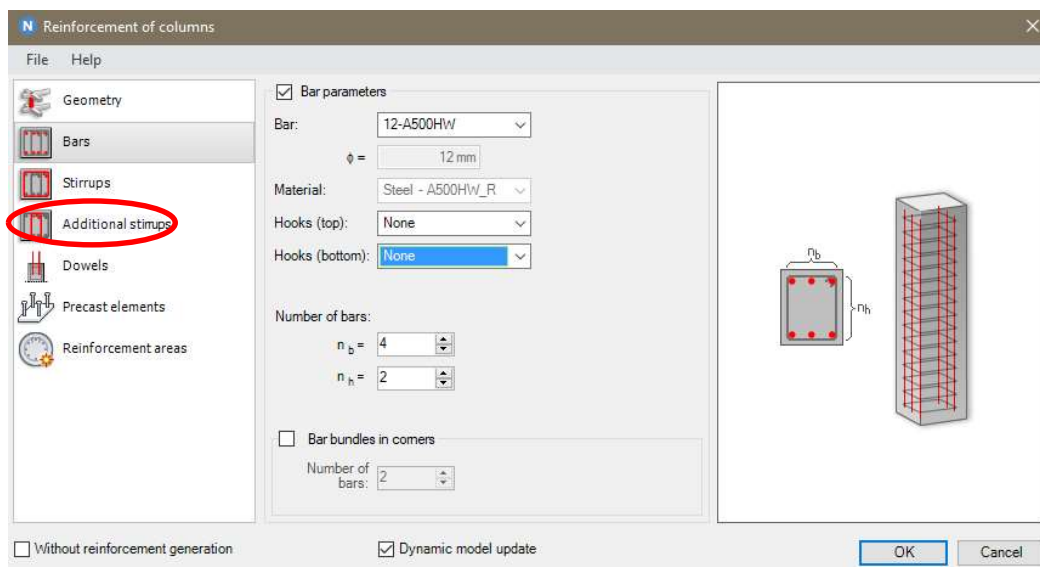 N Reinforcement of columns
File Help
Geometry
Bars
Stirrups
Additional stirrups
Dowels
Precast elements
Reinforcement areas
Bar parameters
Bar: 12-A500HW
ϕ = 12 mm
Material: Steel - A500HW_R
Hooks (top): None
Hooks (bottom): None
Number of bars:
n b = 4
n h = 2
Bar bundles in corners
Number of
bars: 2
nb
nh
Without reinforcement generation
Dynamic model update
OK Cancel